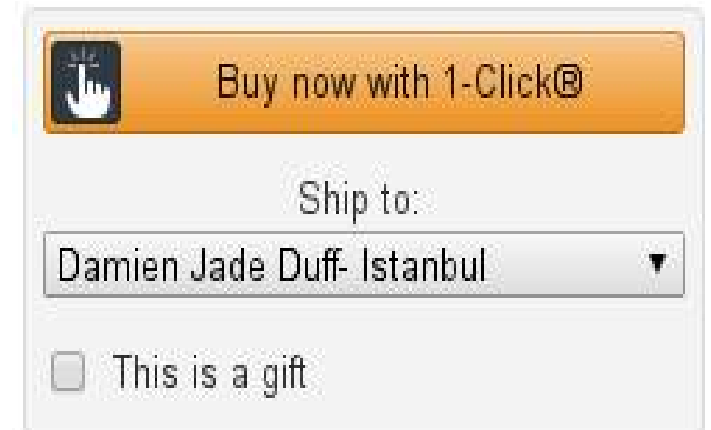 Buy now with 1-Click®
Ship to:
Damien Jade Duff- Istanbul
This is a gift